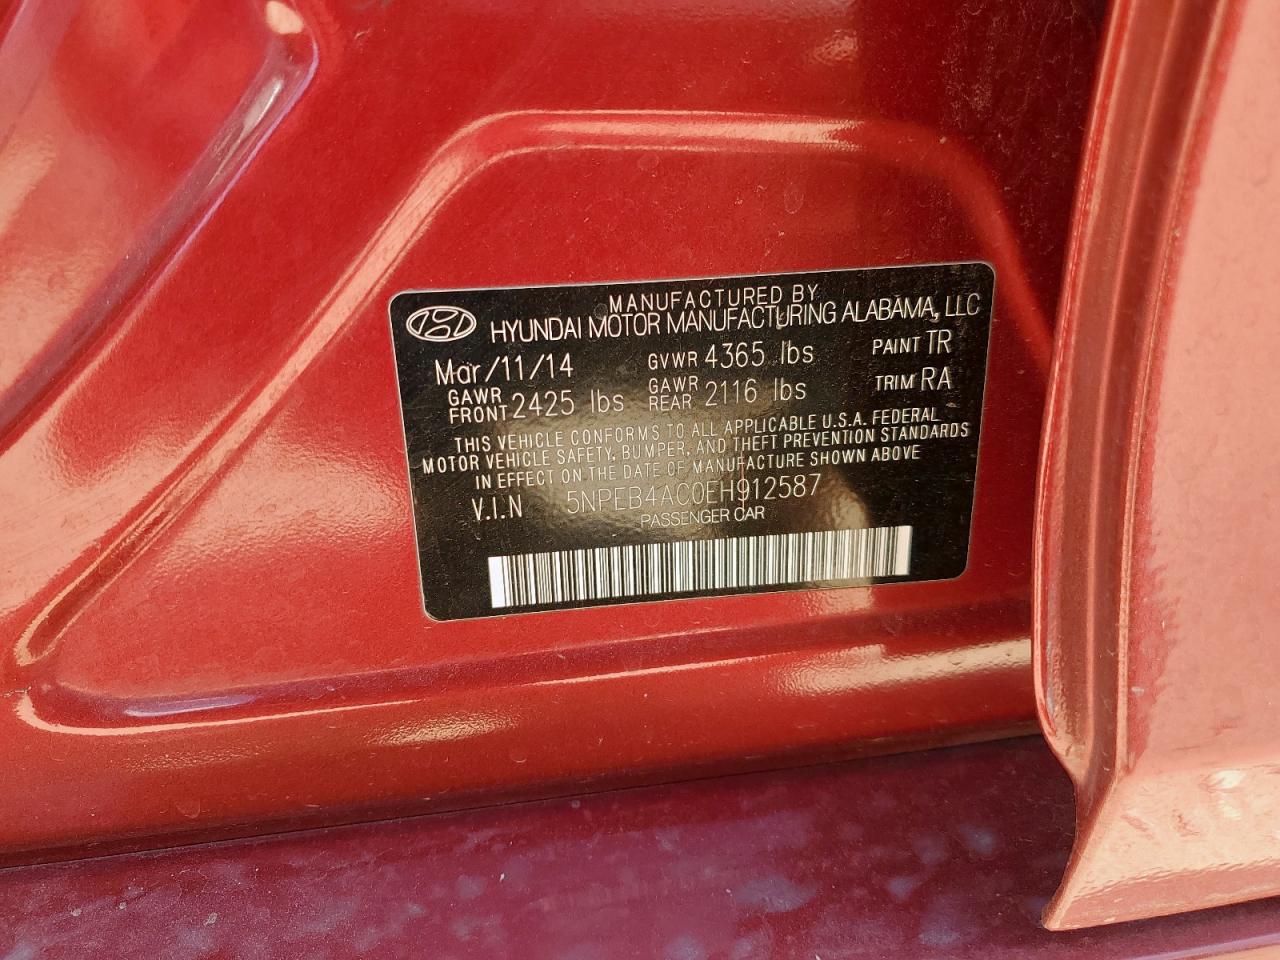 MANUFACTURED BY
HYUNDAI MOTOR MANUFACTURING ALABAMA, LLC
Mar/11/14 GVWR 4365 lbs PAINT TR
GAWR FRONT 2425 lbs GAWR REAR 2116 lbs TRIM RA
THIS VEHICLE CONFORMS TO ALL APPLICABLE U.S.A. FEDERAL
MOTOR VEHICLE SAFETY, BUMPER, AND THEFT PREVENTION STANDARDS
IN EFFECT ON THE DATE OF MANUFACTURE SHOWN ABOVE
V.I.N 5NPEB4AC0EH912587
PASSENGER CAR